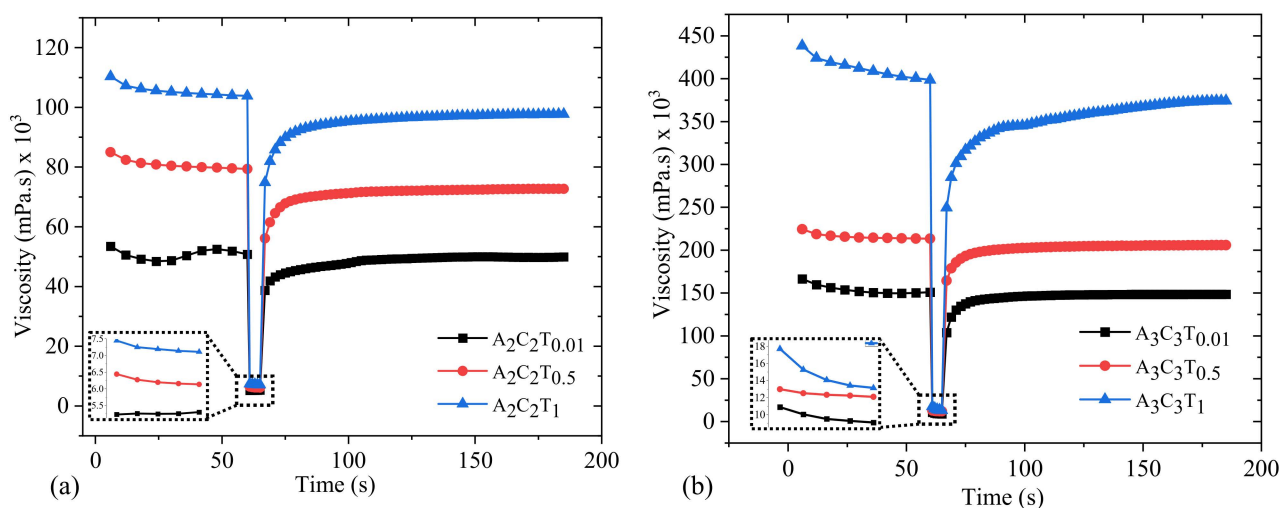 Viscosity (mPa.s) x 10³
120
100
80
60
40
20
0
7.5
7.0
6.5
6.0
5.5
A₂C₂T₀.₀₁
A₂C₂T₀.₅
A₂C₂T₁
0 50 100 150 200
Time (s)
(a)
Viscosity (mPa.s) x 10³
450
400
350
300
250
200
150
100
50
0
18
16
14
12
10
A₃C₃T₀.₀₁
A₃C₃T₀.₅
A₃C₃T₁
0 50 100 150 200
Time (s)
(b)